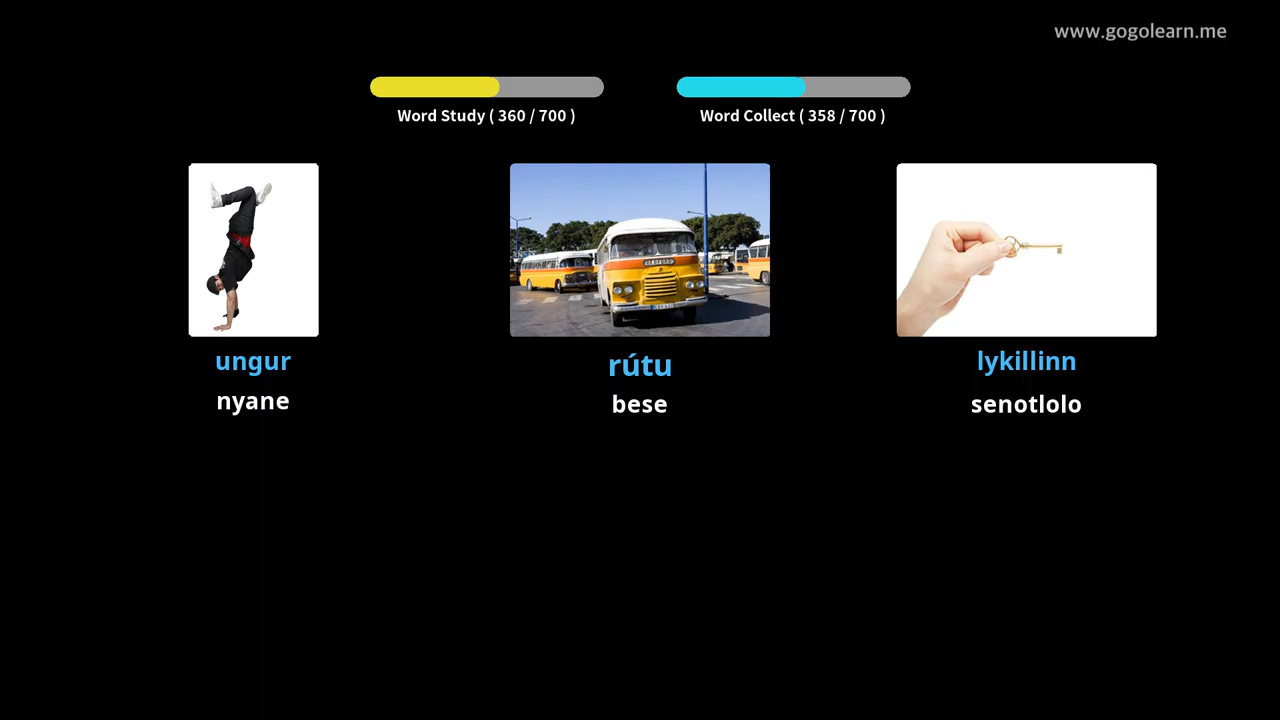 www.gogolearn.me
Word Study ( 360 / 700 )
Word Collect ( 358 / 700 )
ungur
rútu
lykillinn
nyane
bese
senotlolo